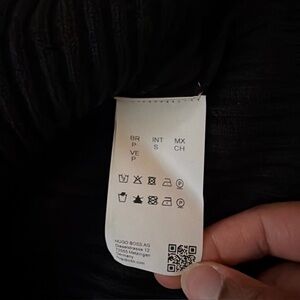 BR INT MX
P S CH
VE
P
HUGO BOSS AG
Dieselstrasse 12
72555 Metzingen
Germany